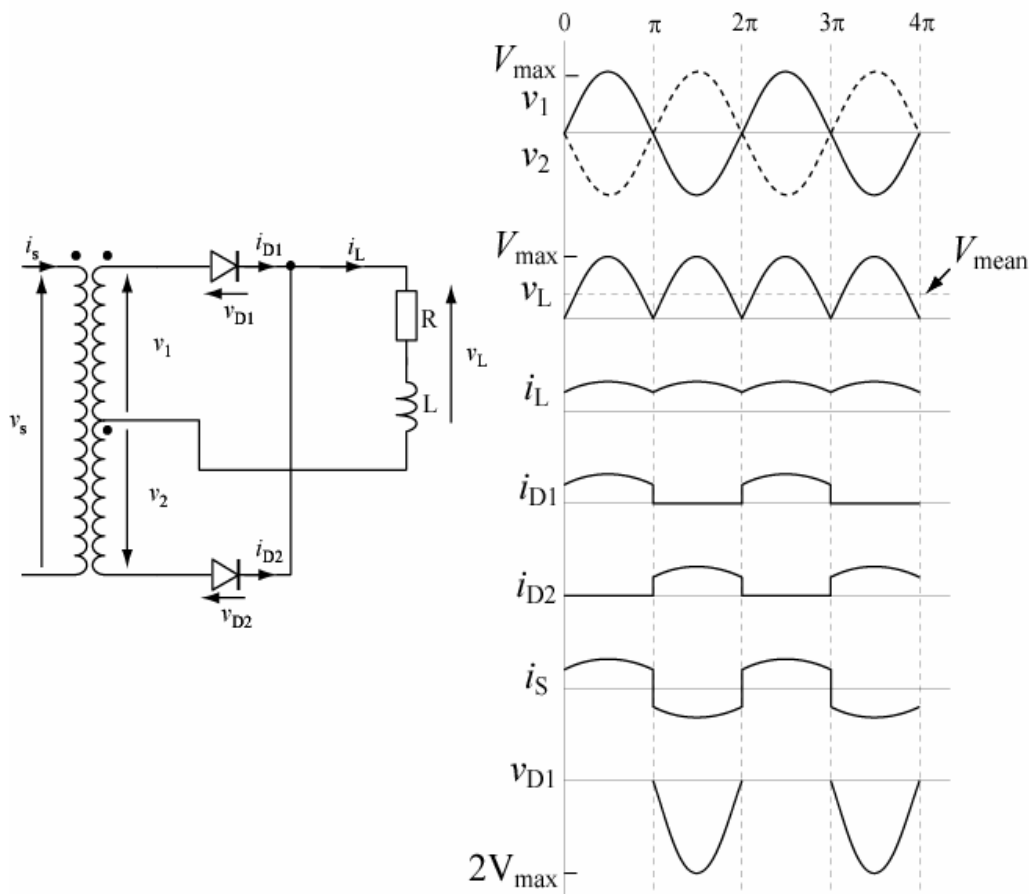 i_s
i_D1
i_L
v_D1
v_1
R
v_L
L
v_s
v_2
i_D2
v_D2
0 π 2π 3π 4π
V_max
v_1
v_2
V_max
V_mean
v_L
i_L
i_D1
i_D2
i_S
v_D1
2V_max